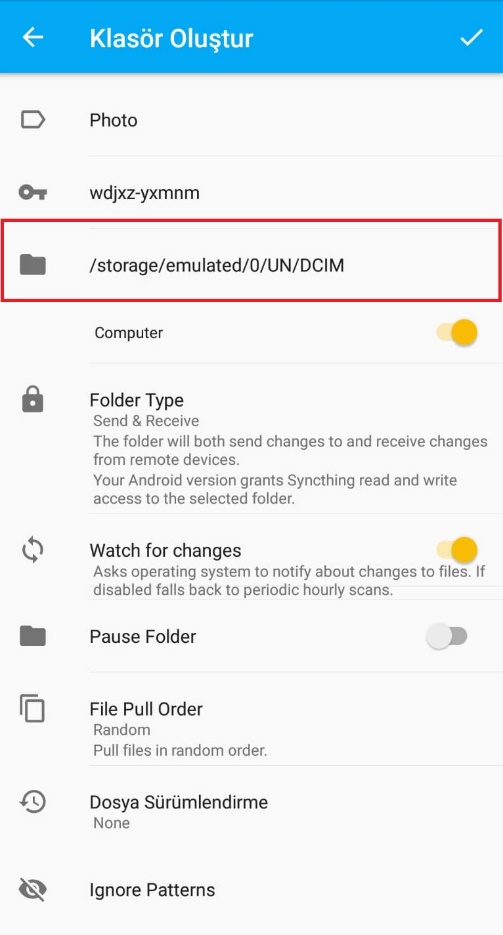 Klasör Oluştur
Photo
wdjxz-yxmnm
/storage/emulated/0/UN/DCIM
Computer
Folder Type
Send & Receive
The folder will both send changes to and receive changes
from remote devices.
Your Android version grants Syncthing read and write
access to the selected folder.
Watch for changes
Asks operating system to notify about changes to files. If
disabled falls back to periodic hourly scans.
Pause Folder
File Pull Order
Random
Pull files in random order.
Dosya Sürümlendirme
None
Ignore Patterns